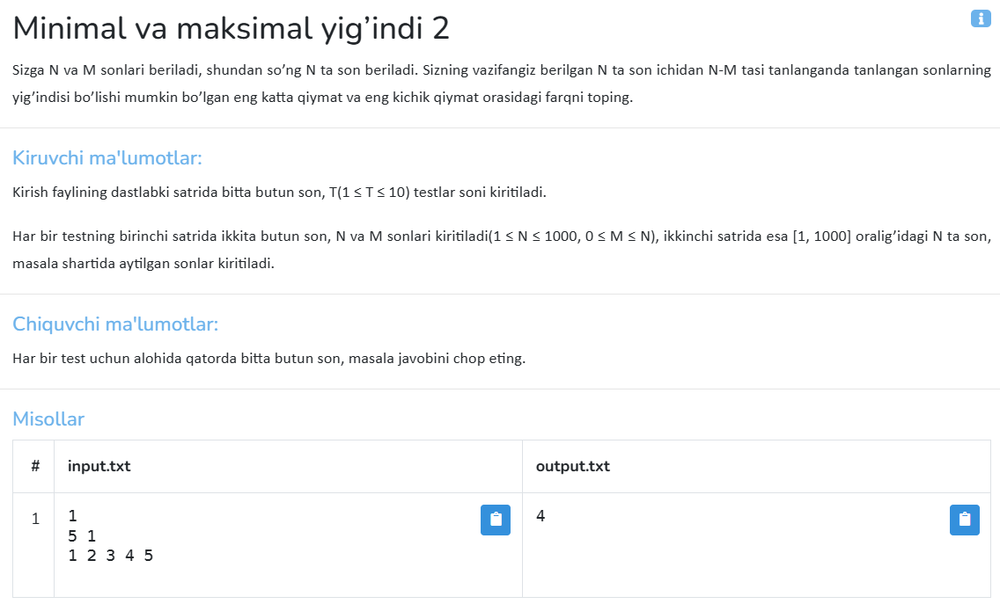 Minimal va maksimal yig’indi 2
Sizga N va M sonlari beriladi, shundan so’ng N ta son beriladi. Sizning vazifangiz berilgan N ta son ichidan N-M tasi tanlanganda tanlangan sonlarning
yig’indisi bo’lishi mumkin bo’lgan eng katta qiymat va eng kichik qiymat orasidagi farqni toping.
Kiruvchi ma'lumotlar:
Kirish faylining dastlabki satrida bitta butun son, T(1 ≤ T ≤ 10) testlar soni kiritiladi.
Har bir testning birinchi satrida ikkita butun son, N va M sonlari kiritiladi(1 ≤ N ≤ 1000, 0 ≤ M ≤ N), ikkinchi satrida esa [1, 1000] oralig’idagi N ta son,
masala shartida aytilgan sonlar kiritiladi.
Chiquvchi ma'lumotlar:
Har bir test uchun alohida qatorda bitta butun son, masala javobini chop eting.
Misollar
# input.txt output.txt
1 1 4
5 1
1 2 3 4 5